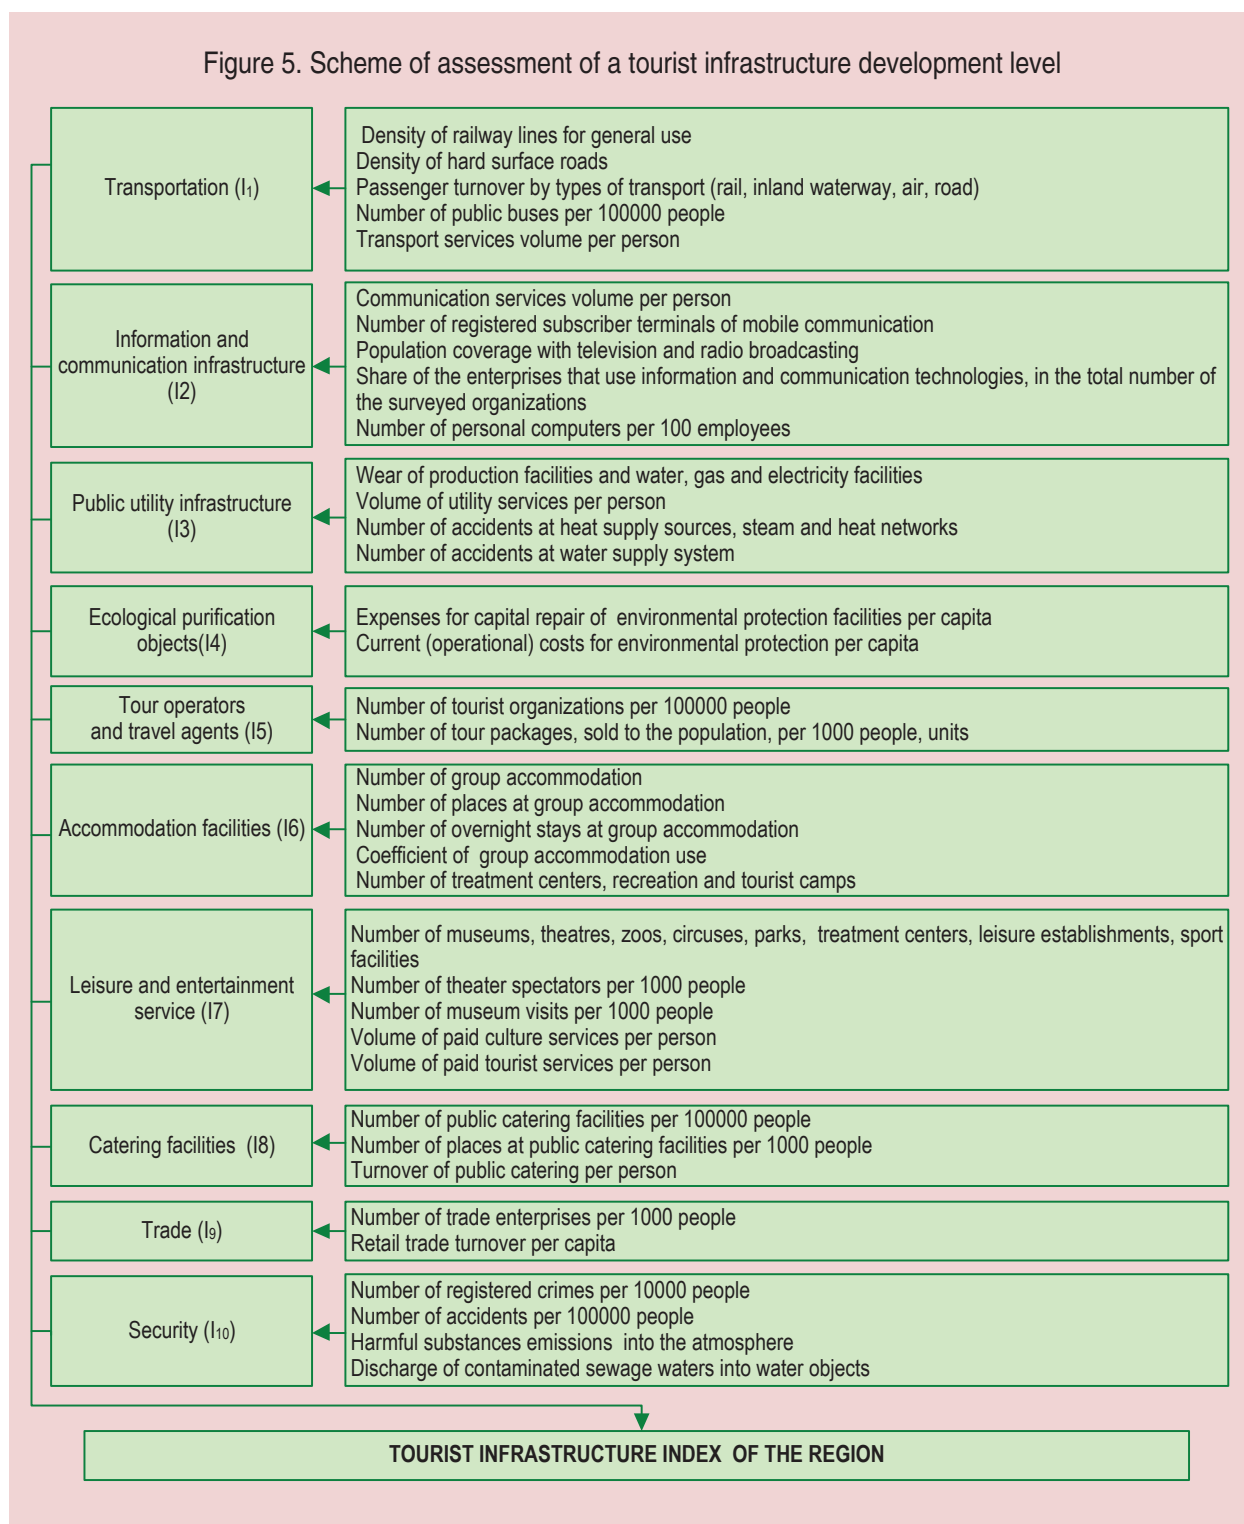 Figure 5. Scheme of assessment of a tourist infrastructure development level
Transportation (I₁)
Density of railway lines for general use
Density of hard surface roads
Passenger turnover by types of transport (rail, inland waterway, air, road)
Number of public buses per 100000 people
Transport services volume per person
Information and
communication infrastructure
(I2)
Communication services volume per person
Number of registered subscriber terminals of mobile communication
Population coverage with television and radio broadcasting
Share of the enterprises that use information and communication technologies, in the total number of
the surveyed organizations
Number of personal computers per 100 employees
Public utility infrastructure
(I3)
Wear of production facilities and water, gas and electricity facilities
Volume of utility services per person
Number of accidents at heat supply sources, steam and heat networks
Number of accidents at water supply system
Ecological purification
objects(I4)
Expenses for capital repair of environmental protection facilities per capita
Current (operational) costs for environmental protection per capita
Tour operators
and travel agents (I5)
Number of tourist organizations per 100000 people
Number of tour packages, sold to the population, per 1000 people, units
Accommodation facilities (I6)
Number of group accommodation
Number of places at group accommodation
Number of overnight stays at group accommodation
Coefficient of group accommodation use
Number of treatment centers, recreation and tourist camps
Leisure and entertainment
service (I7)
Number of museums, theatres, zoos, circuses, parks, treatment centers, leisure establishments, sport
facilities
Number of theater spectators per 1000 people
Number of museum visits per 1000 people
Volume of paid culture services per person
Volume of paid tourist services per person
Catering facilities (I8)
Number of public catering facilities per 100000 people
Number of places at public catering facilities per 1000 people
Turnover of public catering per person
Trade (I₉)
Number of trade enterprises per 1000 people
Retail trade turnover per capita
Security (I₁₀)
Number of registered crimes per 10000 people
Number of accidents per 100000 people
Harmful substances emissions into the atmosphere
Discharge of contaminated sewage waters into water objects
TOURIST INFRASTRUCTURE INDEX OF THE REGION